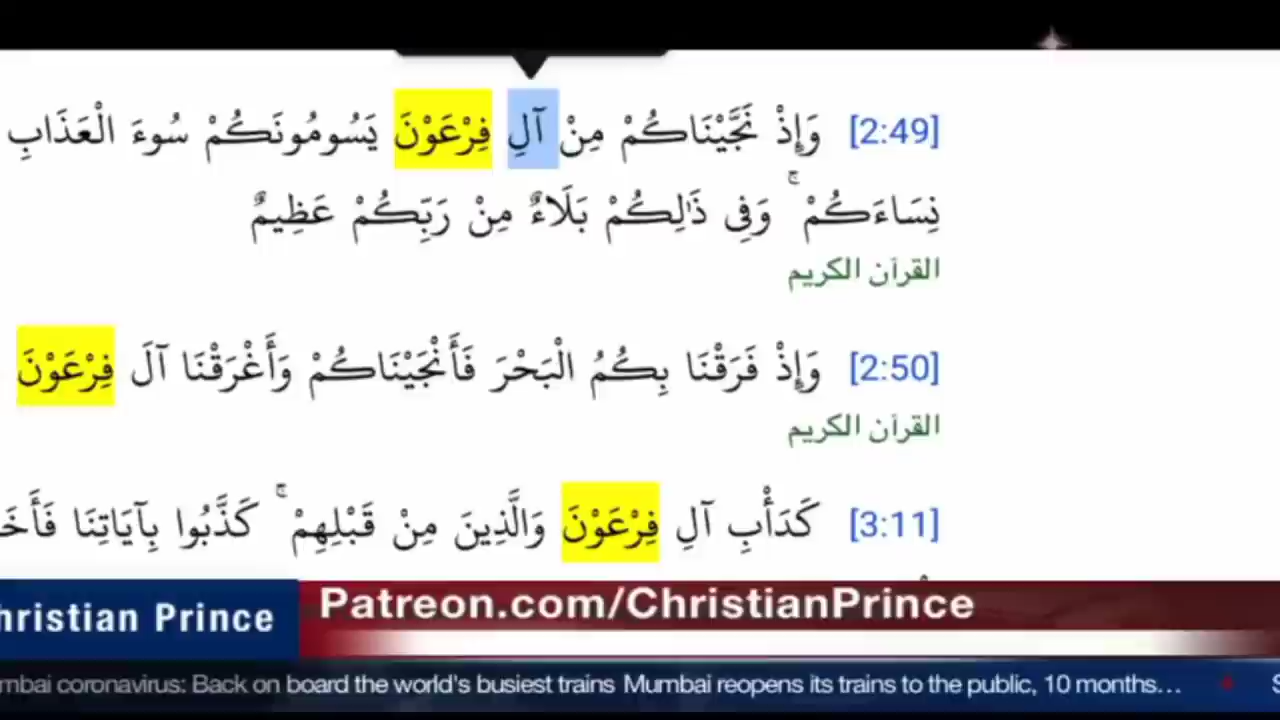 [2:49] وَإِذْ نَجَّيْنَاكُمْ مِنْ آلِ فِرْعَوْنَ يَسُومُونَكُمْ سُوءَ الْعَذَابِ
نِسَاءَكُمْ ۚ وَفِي ذَٰلِكُمْ بَلَاءٌ مِنْ رَبِّكُمْ عَظِيمٌ
القرآن الكريم
[2:50] وَإِذْ فَرَقْنَا بِكُمُ الْبَحْرَ فَأَنْجَيْنَاكُمْ وَأَغْرَقْنَا آلَ فِرْعَوْنَ
القرآن الكريم
[3:11] كَدَأْبِ آلِ فِرْعَوْنَ وَالَّذِينَ مِنْ قَبْلِهِمْ ۚ كَذَّبُوا بِآيَاتِنَا
hristian Prince
Patreon.com/ChristianPrince
mbai coronavirus: Back on board the world's busiest trains Mumbai reopens its trains to the public, 10 months...